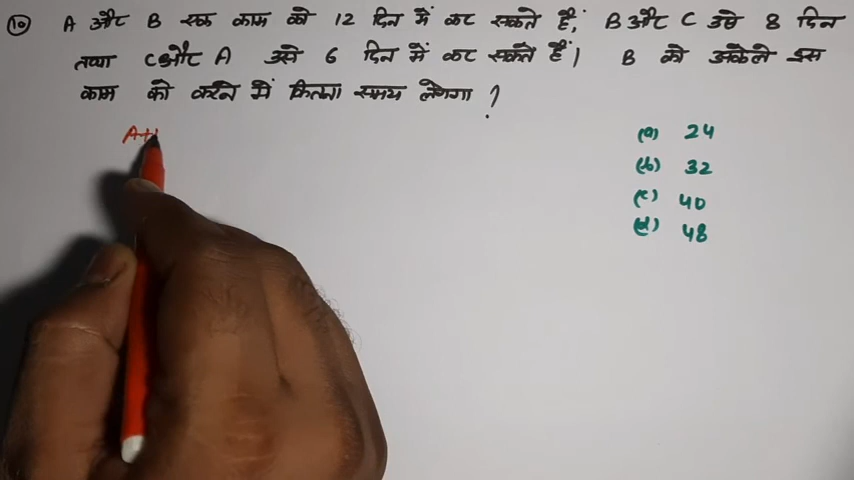 (10) A और B एक काम को 12 दिन में कर सकते हैं; B और C उसे 8 दिन
तथा C और A उसे 6 दिन में कर सकते हैं। B को अकेले इस
काम को करने में कितना समय लगेगा ?
A+
(a) 24
(b) 32
(c) 40
(d) 48